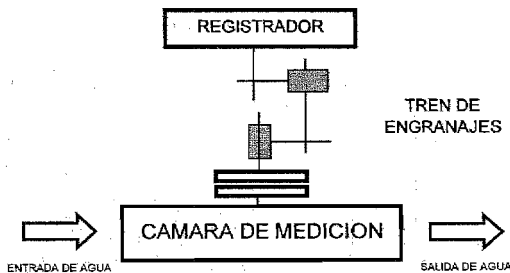 REGISTRADOR
TREN DE
ENGRANAJES
CAMARA DE MEDICION
ENTRADA DE AGUA
SALIDA DE AGUA